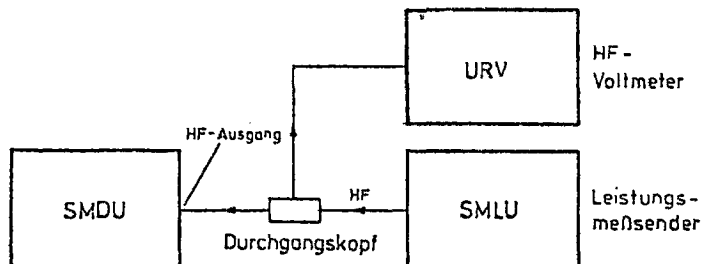 URV
HF-
Voltmeter
HF-Ausgang
SMDU
HF
SMLU
Leistungs-
meßsender
Durchgangskopf